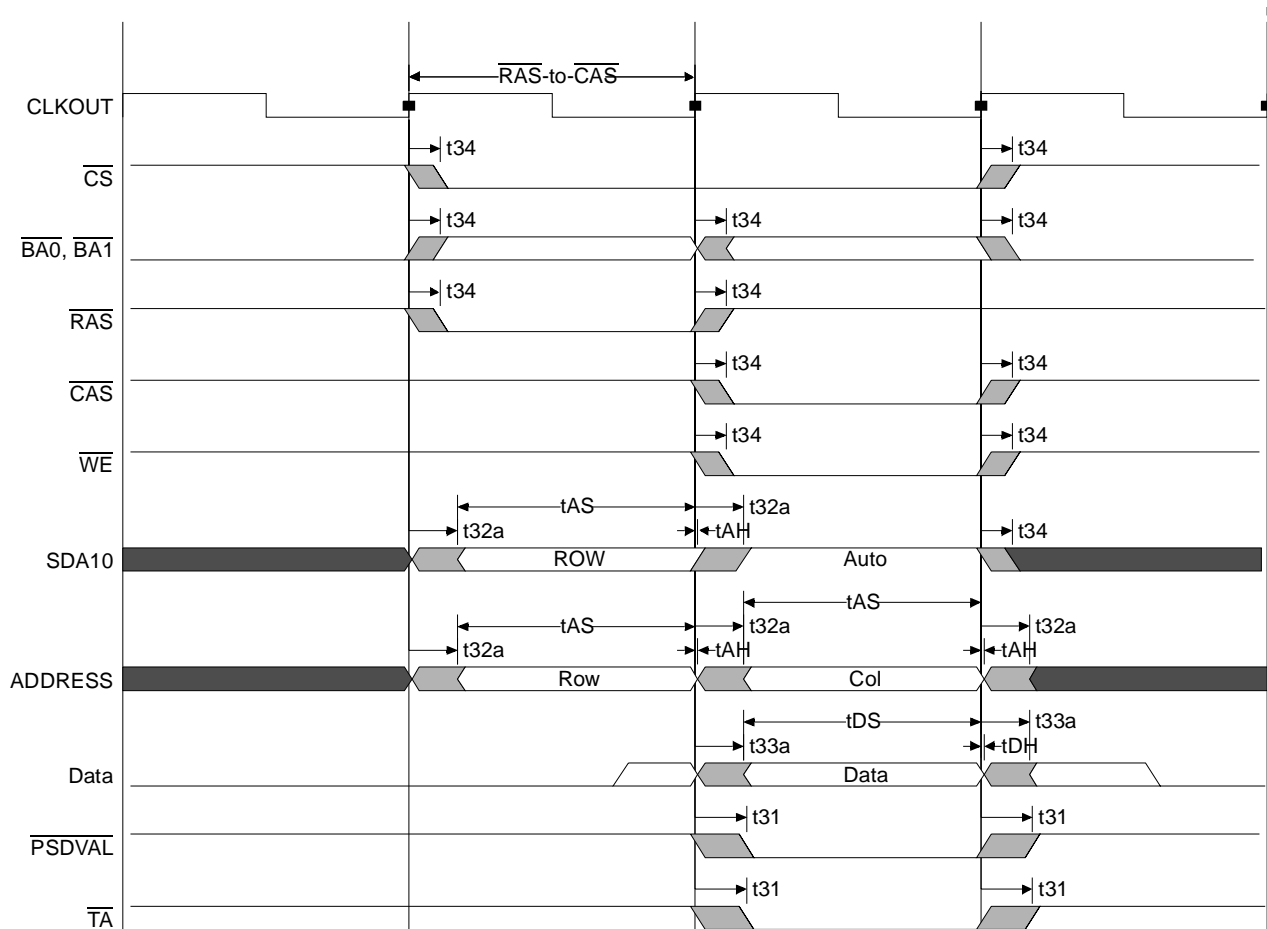 RAS-to-CAS
CLKOUT
t34 t34
CS
t34 t34 t34
BA0, BA1
t34 t34
RAS
t34 t34
CAS
t34 t34
WE
tAS t32a
t32a tAH t34
SDA10 ROW Auto
tAS
tAS t32a t32a
t32a tAH tAH
ADDRESS Row Col
tDS t33a
t33a tDH
Data Data
t31 t31
PSDVAL
t31 t31
TA